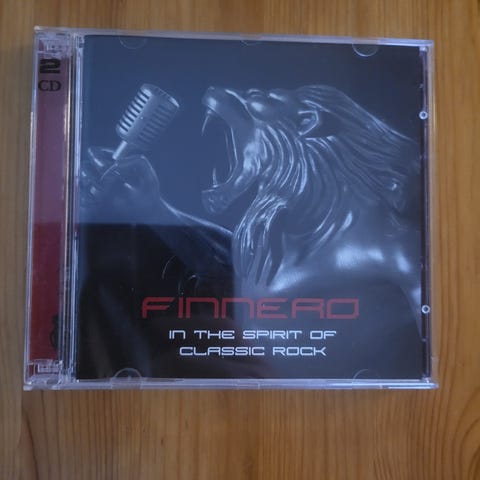 2
CD
FINNERO
IN THE SPIRIT OF
CLASSIC ROCK